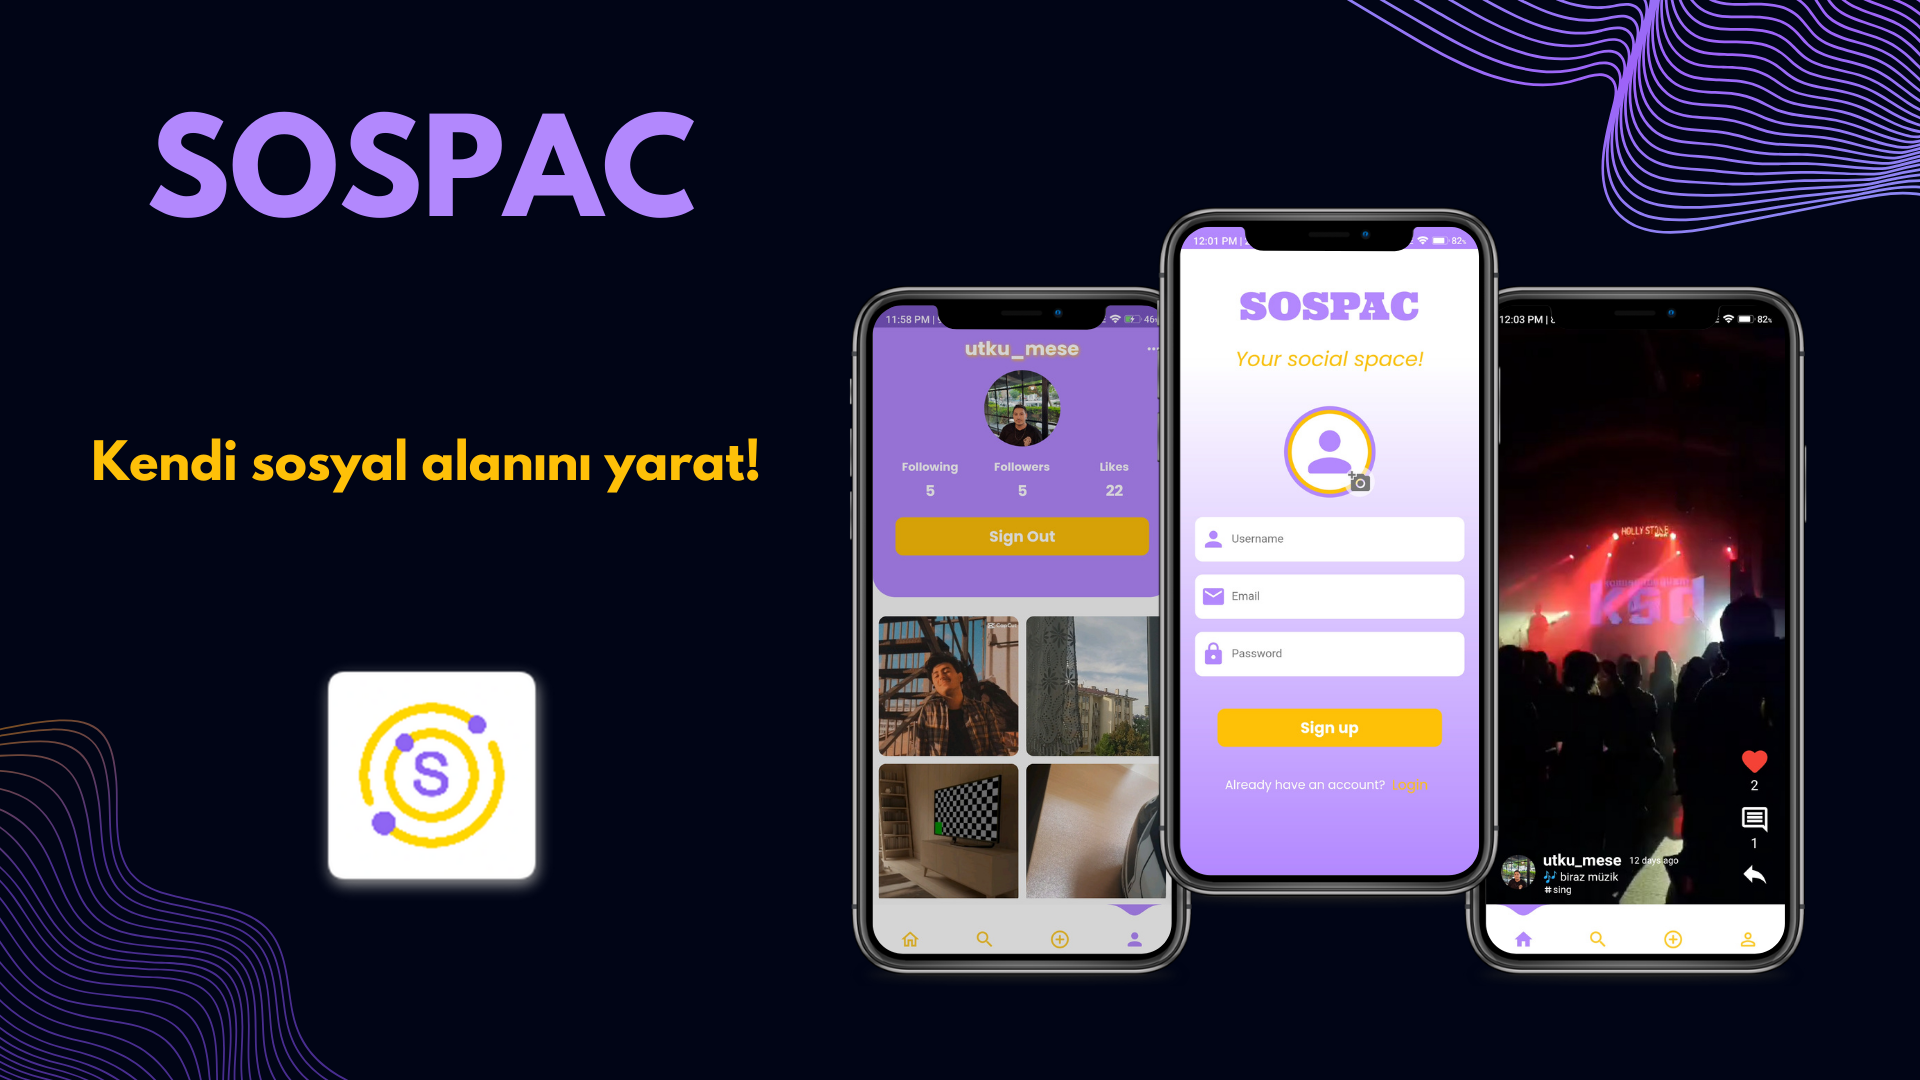 SOSPAC
Kendi sosyal alanını yarat!
S
11:58 PM |
46
utku_mese
Following
Followers
Likes
5
5
22
Sign Out
CapCut
12:01 PM |
82%
SOSPAC
Your social space!
Username
Email
Password
Sign up
Already have an account? Login
12:03 PM |
82%
HOLLY STONE
2
1
utku_mese 12 days ago
🎶 biraz müzik
#sing